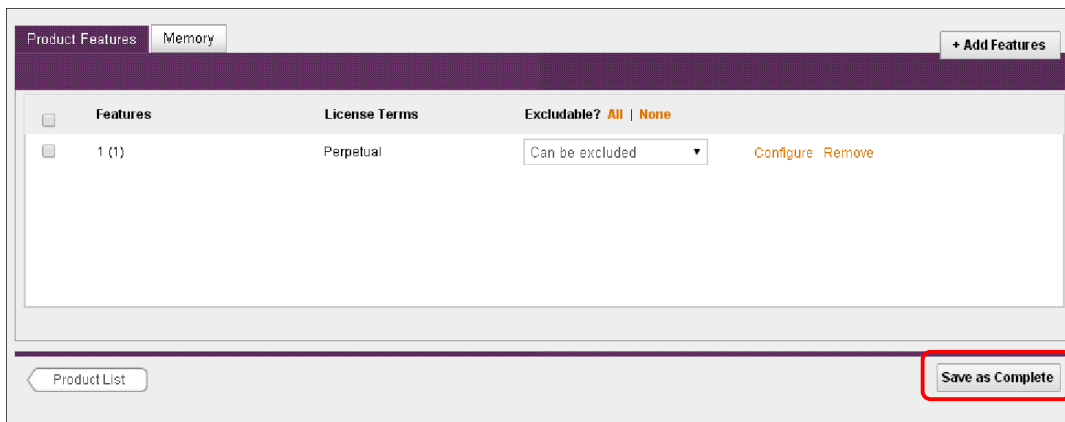 Product Features Memory + Add Features
Features License Terms Excludable? All | None
1 (1) Perpetual Can be excluded Configure Remove
Product List Save as Complete